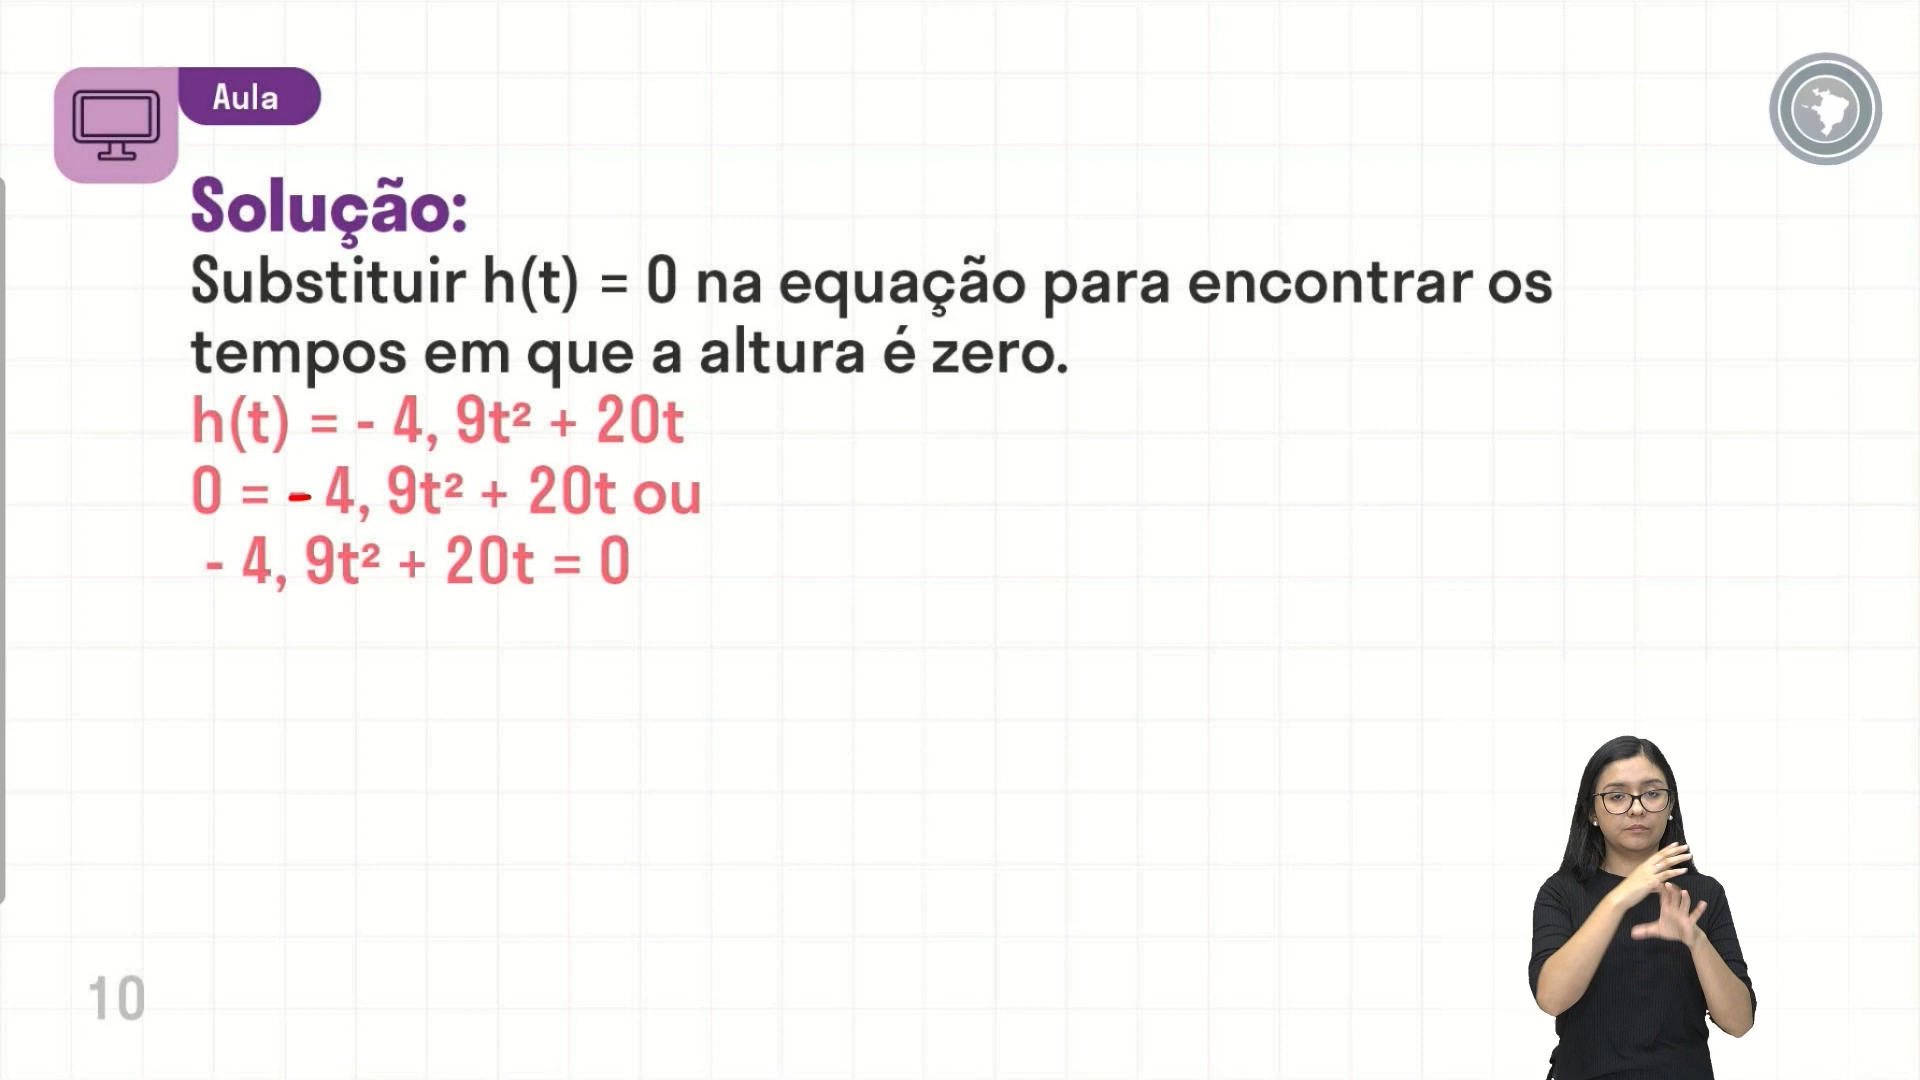 Aula
Solução:
Substituir h(t) = 0 na equação para encontrar os
tempos em que a altura é zero.
h(t) = - 4, 9t² + 20t
0 = - 4, 9t² + 20t ou
- 4, 9t² + 20t = 0
10